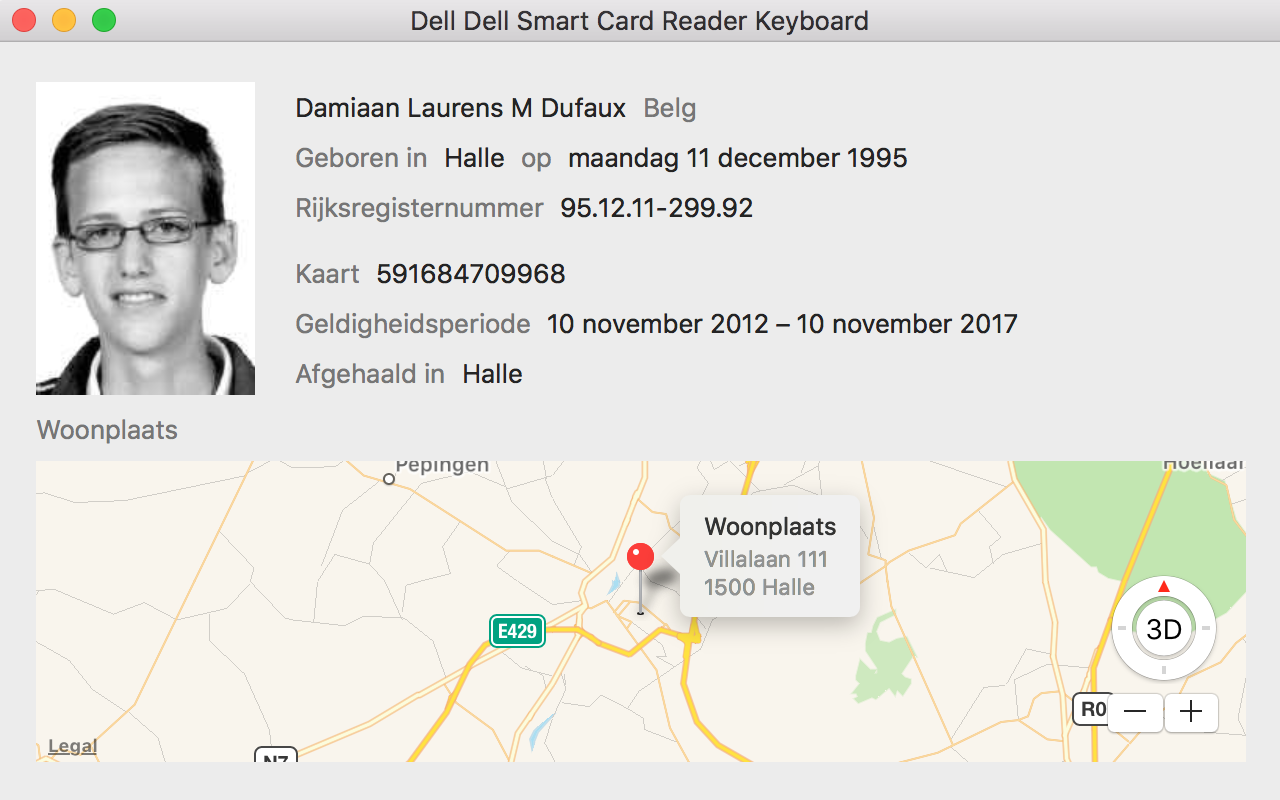 Dell Dell Smart Card Reader Keyboard
Damiaan Laurens M Dufaux Belg
Geboren in Halle op maandag 11 december 1995
Rijksregisternummer 95.12.11-299.92
Kaart 591684709968
Geldigheidsperiode 10 november 2012 – 10 november 2017
Afgehaald in Halle
Woonplaats
Pepingen
Hoeilaar
Woonplaats
Villalaan 111
1500 Halle
E429
3D
R0
Legal
N7